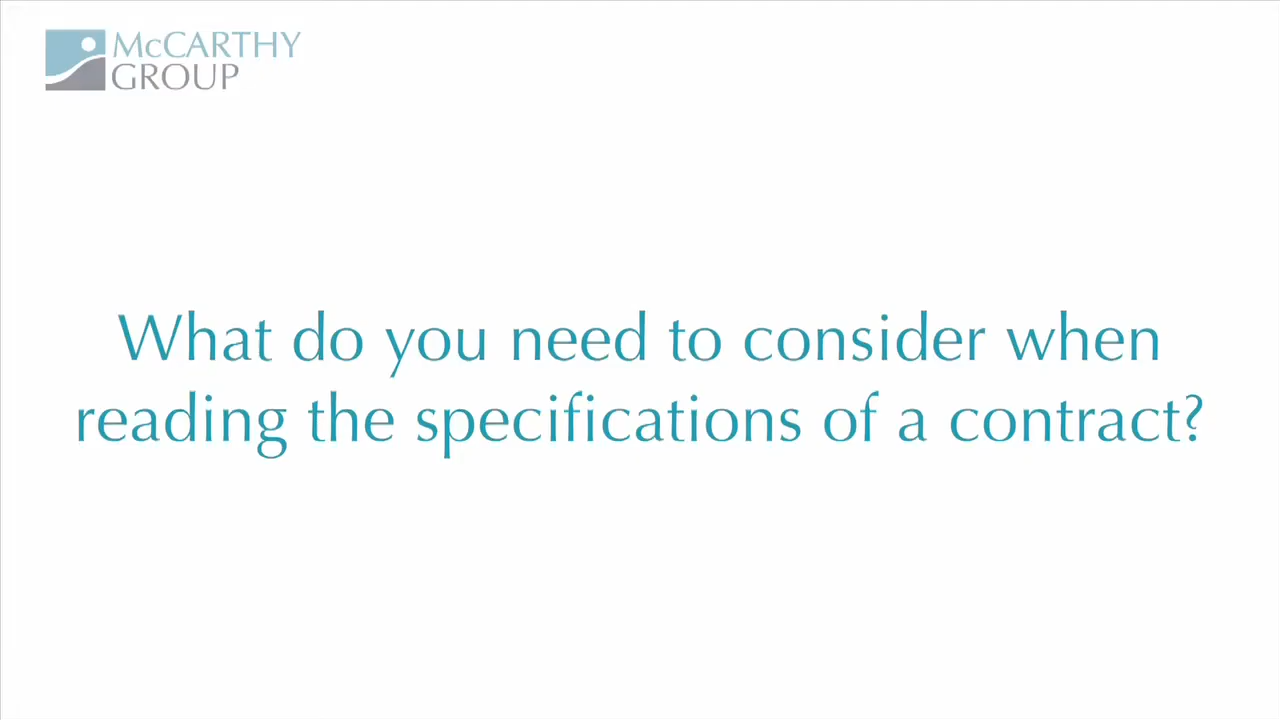 McCARTHY
GROUP
What do you need to consider when
reading the specifications of a contract?